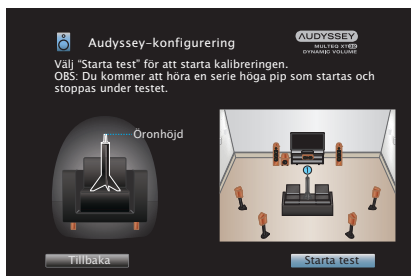 Audyssey-konfigurering
AUDYSSEY
MULTEQ XT32
DYNAMIC VOLUME
Välj "Starta test" för att starta kalibreringen.
OBS: Du kommer att höra en serie höga pip som startas och
stoppas under testet.
Öronhöjd
1
Tillbaka
Starta test